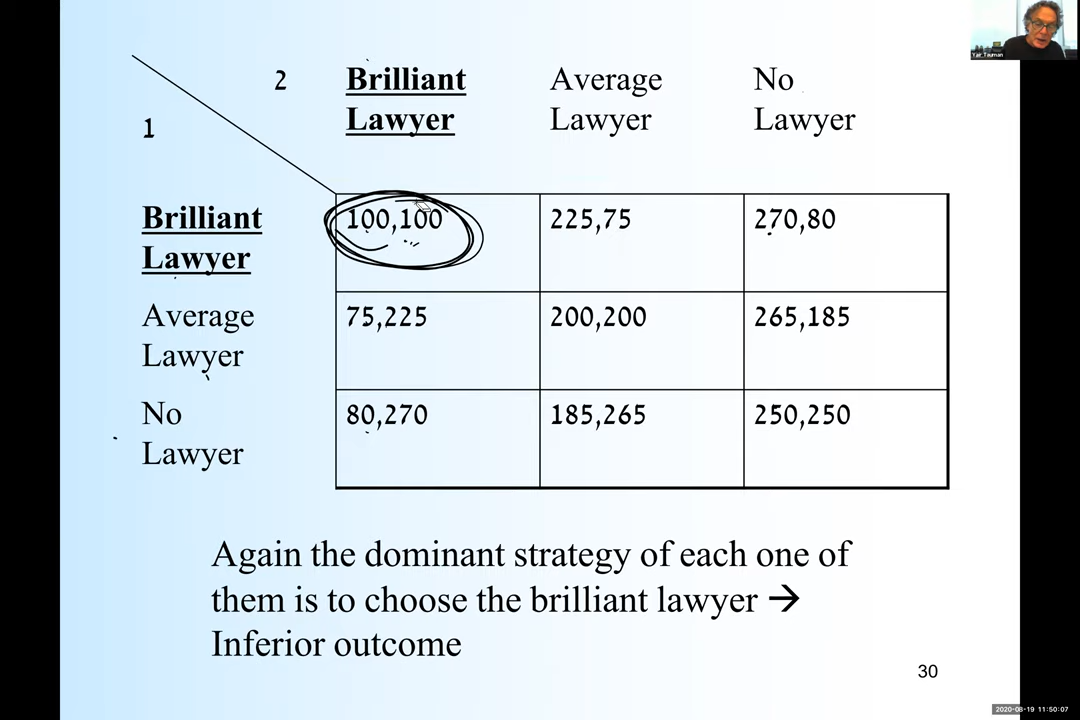 Yair Tauman
2
Brilliant Lawyer
Average Lawyer
No Lawyer
1
Brilliant Lawyer
100,100
225,75
270,80
Average Lawyer
75,225
200,200
265,185
No Lawyer
80,270
185,265
250,250
Again the dominant strategy of each one of
them is to choose the brilliant lawyer →
Inferior outcome
30
2020-08-19 11:50:07